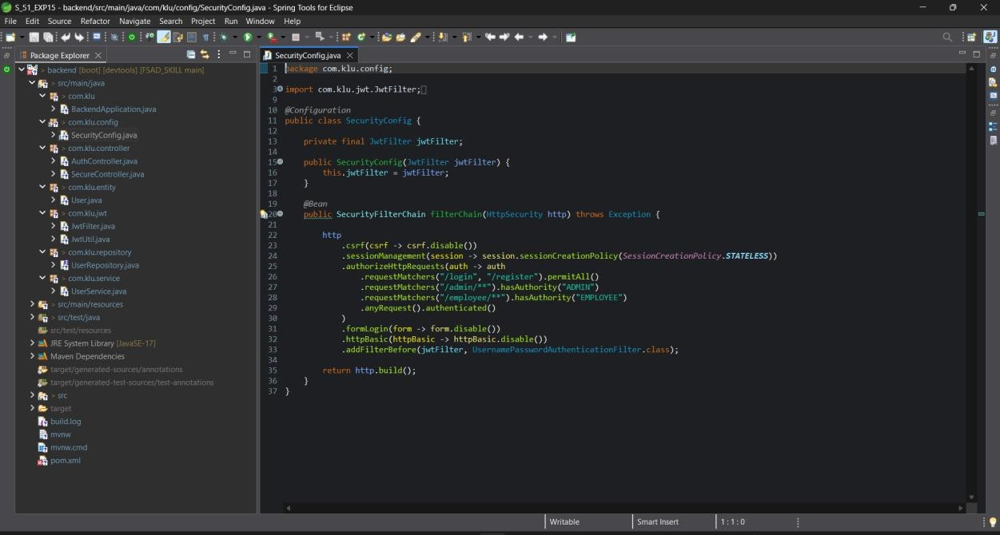 S_51_EXP15 - backend/src/main/java/com/klu/config/SecurityConfig.java - Spring Tools for Eclipse
File Edit Source Refactor Navigate Search Project Run Window Help
Package Explorer
> backend [boot] [devtools] [FSAD_SKILL main]
> src/main/java
> com.klu
BackendApplication.java
> com.klu.config
SecurityConfig.java
> com.klu.controller
AuthController.java
SecureController.java
> com.klu.entity
User.java
> com.klu.jwt
JwtFilter.java
JwtUtil.java
> com.klu.repository
UserRepository.java
> com.klu.service
UserService.java
> src/main/resources
> src/test/java
src/test/resources
JRE System Library [JavaSE-17]
Maven Dependencies
target/generated-sources/annotations
target/generated-test-sources/test-annotations
> src
> target
build.log
mvnw
mvnw.cmd
pom.xml
SecurityConfig.java
1 package com.klu.config;
2
3 import com.klu.jwt.JwtFilter;
9
10 @Configuration
11 public class SecurityConfig {
12
13 private final JwtFilter jwtFilter;
14
15 public SecurityConfig(JwtFilter jwtFilter) {
16 this.jwtFilter = jwtFilter;
17 }
18
19 @Bean
20 public SecurityFilterChain filterChain(HttpSecurity http) throws Exception {
21
22 http
23 .csrf(csrf -> csrf.disable())
24 .sessionManagement(session -> session.sessionCreationPolicy(SessionCreationPolicy.STATELESS))
25 .authorizeHttpRequests(auth -> auth
26 .requestMatchers("/login", "/register").permitAll()
27 .requestMatchers("/admin/**").hasAuthority("ADMIN")
28 .requestMatchers("/employee/**").hasAuthority("EMPLOYEE")
29 .anyRequest().authenticated()
30 )
31 .formLogin(form -> form.disable())
32 .httpBasic(httpBasic -> httpBasic.disable())
33 .addFilterBefore(jwtFilter, UsernamePasswordAuthenticationFilter.class);
34
35 return http.build();
36 }
37 }
Writable Smart Insert 1 : 1 : 0